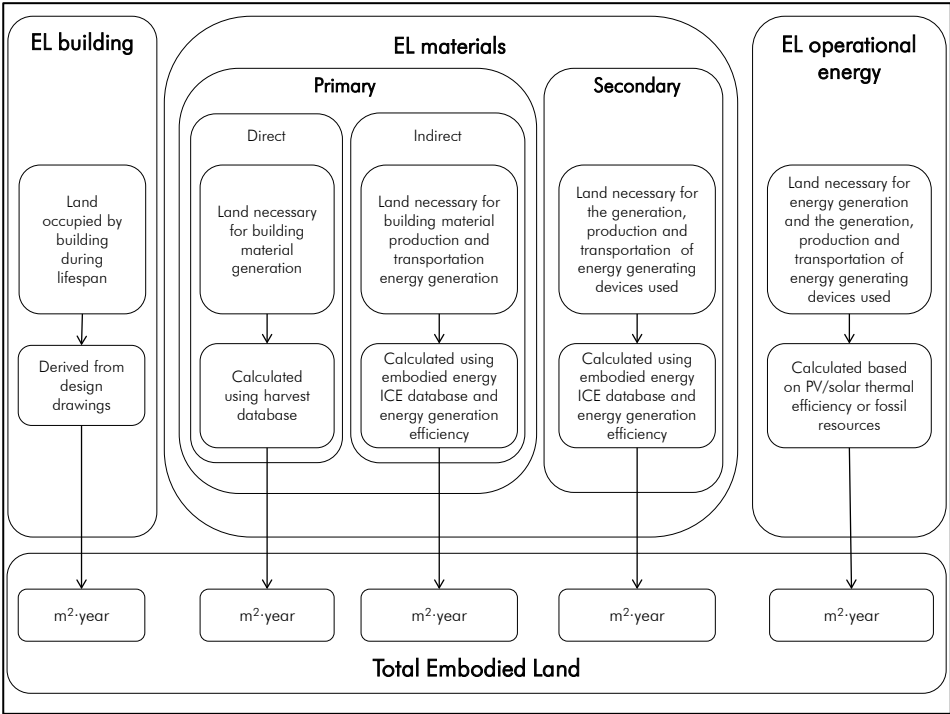 EL building
Land
occupied by
building
during
lifespan
Derived from
design
drawings
EL materials
Primary
Direct
Land necessary
for building
material
generation
Calculated
using harvest
database
Indirect
Land necessary for
building material
production and
transportation
energy generation
Calculated using
embodied energy
ICE database and
energy generation
efficiency
Secondary
Land necessary for
the generation,
production and
transportation of
energy generating
devices used
Calculated using
embodied energy
ICE database and
energy generation
efficiency
EL operational
energy
Land necessary for
energy generation
and the generation,
production and
transportation of
energy generating
devices used
Calculated based
on PV/solar thermal
efficiency or fossil
resources
m²·year
m²·year
m²·year
m²·year
m²·year
Total Embodied Land